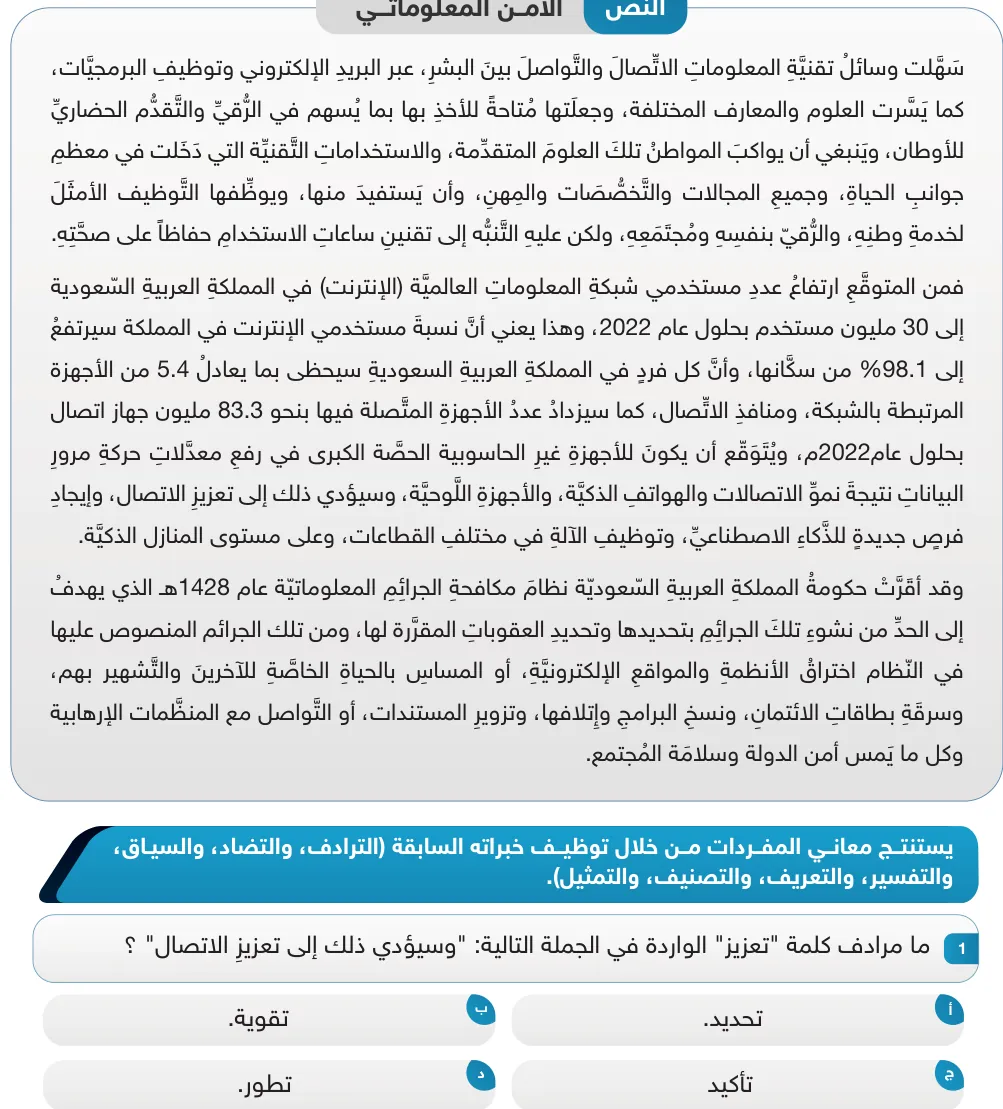 النص
الأمـن المعلوماتـي
سَهَّلت وسائلُ تقنيَّةِ المعلوماتِ الاتِّصالَ والتَّواصلَ بينَ البشرِ، عبر البريدِ الإلكتروني وتوظيفِ البرمجيَّات،
كما يَسَّرت العلوم والمعارف المختلفة، وجعلَتها مُتاحةً للأخذِ بها بما يُسهم في الرُّقيِّ والتَّقدُّم الحضاريِّ
للأوطان، ويَنبغي أن يواكبَ المواطنُ تلكَ العلومَ المتقدِّمة، والاستخداماتِ التَّقنيِّة التي دَخَلت في معظمِ
جوانبِ الحياةِ، وجميعِ المجالات والتَّخصُّصَات والمِهنِ، وأن يَستفيدَ منها، ويوظِّفها التَّوظيف الأمثَلَ
لخدمةِ وطنِهِ، والرُّقيّ بنفسِهِ ومُجتَمَعِهِ، ولكن عليهِ التَّنبُّه إلى تقنينِ ساعاتِ الاستخدامِ حفاظاً على صحَّتِهِ.
فمن المتوقَّعِ ارتفاعُ عددِ مستخدمي شبكةِ المعلوماتِ العالميَّة (الإنترنت) في المملكةِ العربيةِ السّعودية
إلى 30 مليون مستخدم بحلول عام 2022، وهذا يعني أنَّ نسبةَ مستخدمي الإنترنت في المملكة سيرتفعُ
إلى 98.1% من سكَّانها، وأنَّ كل فردٍ في المملكةِ العربيةِ السعوديةِ سيحظى بما يعادلُ 5.4 من الأجهزة
المرتبطة بالشبكة، ومنافذِ الاتِّصال، كما سيزدادُ عددُ الأجهزةِ المتَّصلة فيها بنحو 83.3 مليون جهاز اتصال
بحلول عام2022م، ويُتَوَقّع أن يكونَ للأجهزةِ غيرِ الحاسوبية الحصَّة الكبرى في رفعِ معدَّلاتِ حركةِ مرورِ
البياناتِ نتيجةَ نموِّ الاتصالات والهواتفِ الذكيَّة، والأجهزةِ اللَّوحيَّة، وسيؤدي ذلك إلى تعزيزِ الاتصال، وإيجادِ
فرصٍ جديدةٍ للذَّكاءِ الاصطناعيِّ، وتوظيفِ الآلةِ في مختلفِ القطاعات، وعلى مستوى المنازل الذكيَّة.
وقد أقَرَّتْ حكومةُ المملكةِ العربيةِ السّعوديّة نظامَ مكافحةِ الجرائِمِ المعلوماتيّة عام 1428هـ الذي يهدفُ
إلى الحدِّ من نشوءِ تلكَ الجرائِمِ بتحديدها وتحديدِ العقوباتِ المقرَّرة لها، ومن تلك الجرائم المنصوص عليها
في النّظام اختراقُ الأنظمةِ والمواقعِ الإلكترونيَّةِ، أو المساسِ بالحياةِ الخاصَّةِ للآخرينَ والتَّشهير بهم،
وسرقَةِ بطاقاتِ الائتمانِ، ونسخِ البرامجِ وإتلافها، وتزويرِ المستندات، أو التَّواصل مع المنظَّمات الإرهابية
وكل ما يَمس أمن الدولة وسلامَة المُجتمع.
يستنتـج معانـي المفـردات مـن خلال توظيـف خبراته السابقة (الترادف، والتضاد، والسيـاق،
والتفسير، والتعريف، والتصنيف، والتمثيل).
1 ما مرادف كلمة "تعزيز" الواردة في الجملة التالية: "وسيؤدي ذلك إلى تعزيزِ الاتصال" ؟
أ تحديد.
ب تقوية.
ج تأكيد
د تطور.